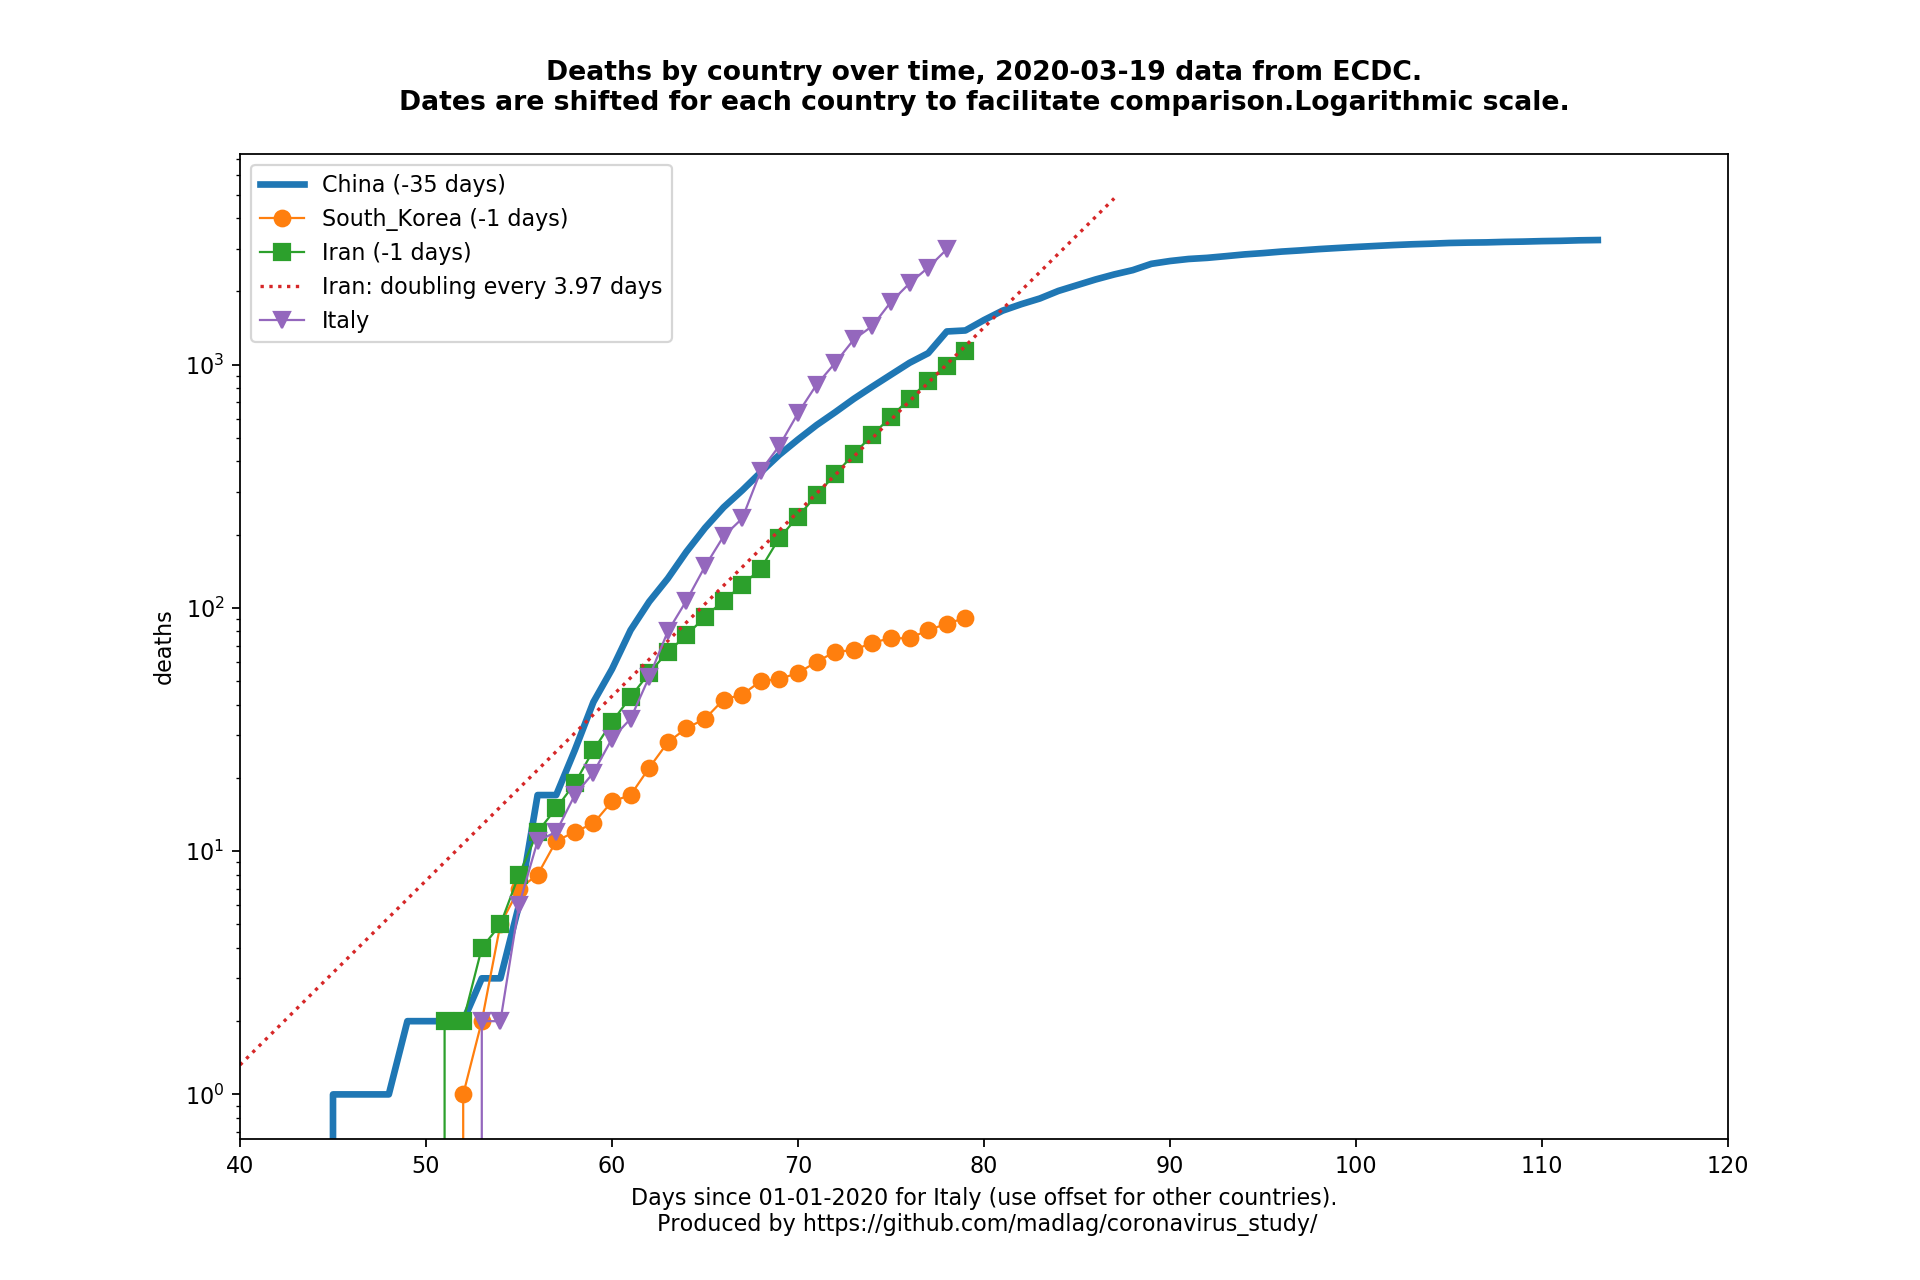 Deaths by country over time, 2020-03-19 data from ECDC.
Dates are shifted for each country to facilitate comparison.Logarithmic scale.
China (-35 days)
South_Korea (-1 days)
Iran (-1 days)
Iran: doubling every 3.97 days
Italy
deaths
10³
10²
10¹
10⁰
40 50 60 70 80 90 100 110 120
Days since 01-01-2020 for Italy (use offset for other countries).
Produced by https://github.com/madlag/coronavirus_study/